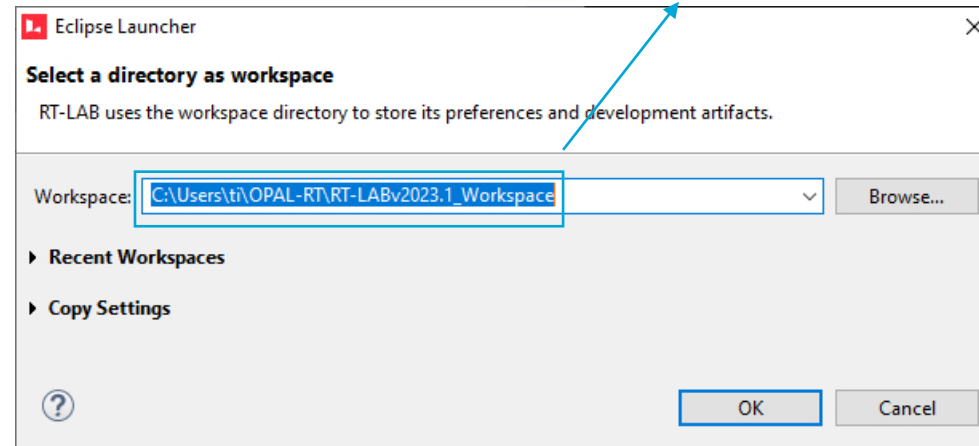 Eclipse Launcher
Select a directory as workspace
RT-LAB uses the workspace directory to store its preferences and development artifacts.
Workspace: C:\Users\ti\OPAL-RT\RT-LABv2023.1_Workspace Browse...
Recent Workspaces
Copy Settings
? OK Cancel